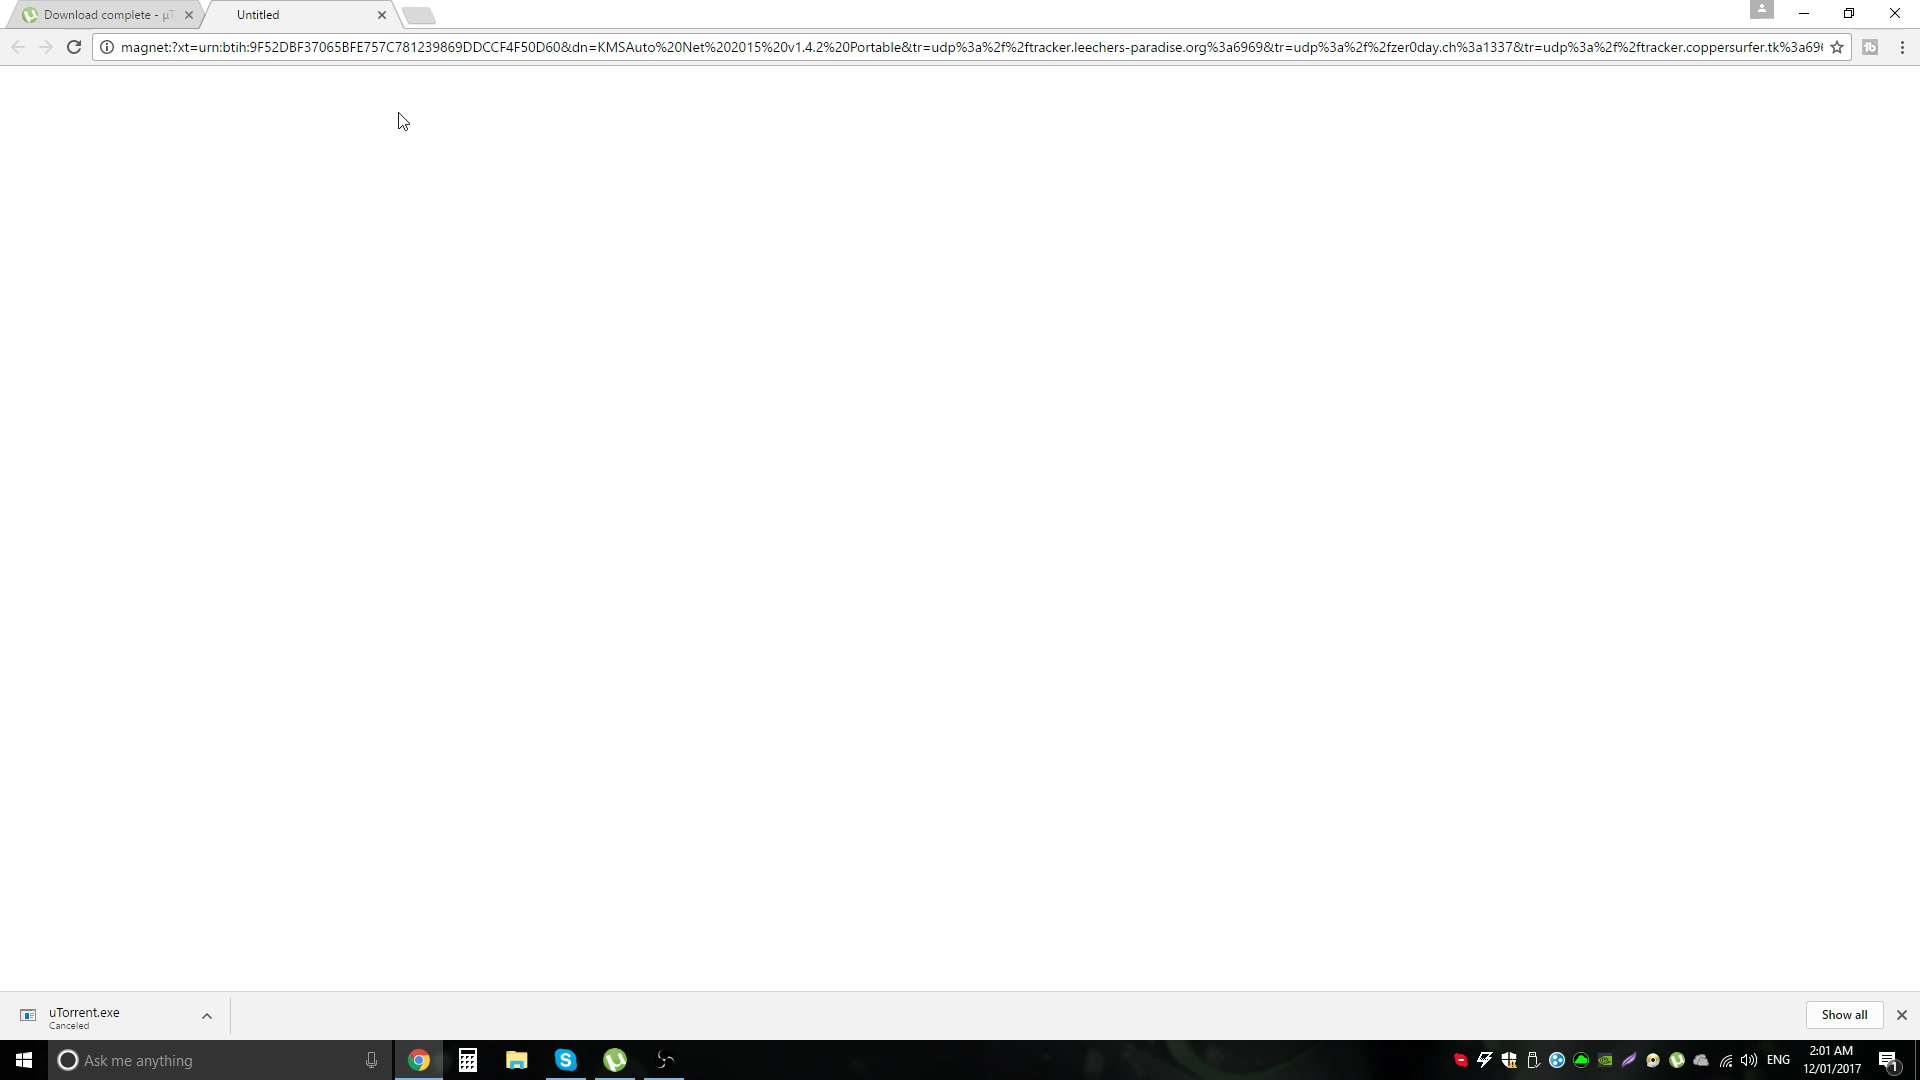 Download complete - µT
Untitled
magnet:?xt=urn:btih:9F52DBF37065BFE757C781239869DDCCF4F50D60&dn=KMSAuto%20Net%202015%20v1.4.2%20Portable&tr=udp%3a%2f%2ftracker.leechers-paradise.org%3a6969&tr=udp%3a%2f%2fzer0day.ch%3a1337&tr=udp%3a%2f%2ftracker.coppersurfer.tk%3a696
uTorrent.exe
Canceled
Show all
Ask me anything
ENG
2:01 AM
12/01/2017
1